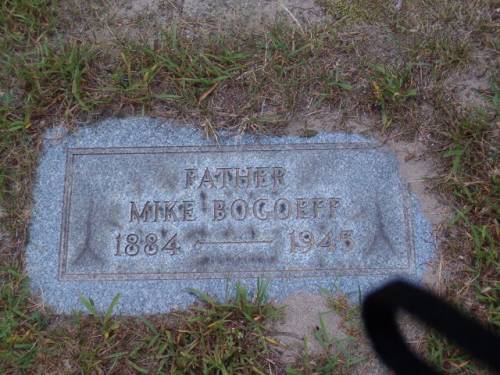 FATHER
MIKE BOGOEFF
1884 — 1945